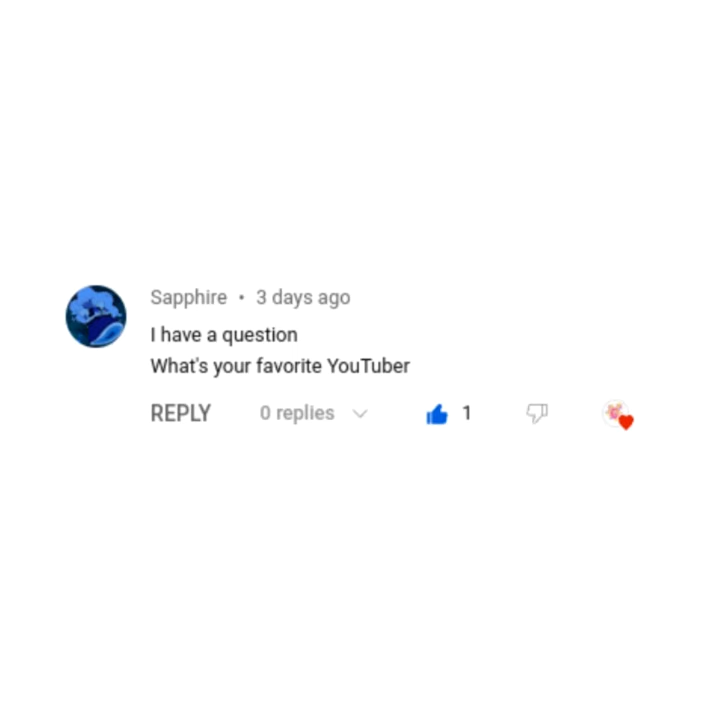 Sapphire • 3 days ago
I have a question
What's your favorite YouTuber
REPLY 0 replies 1